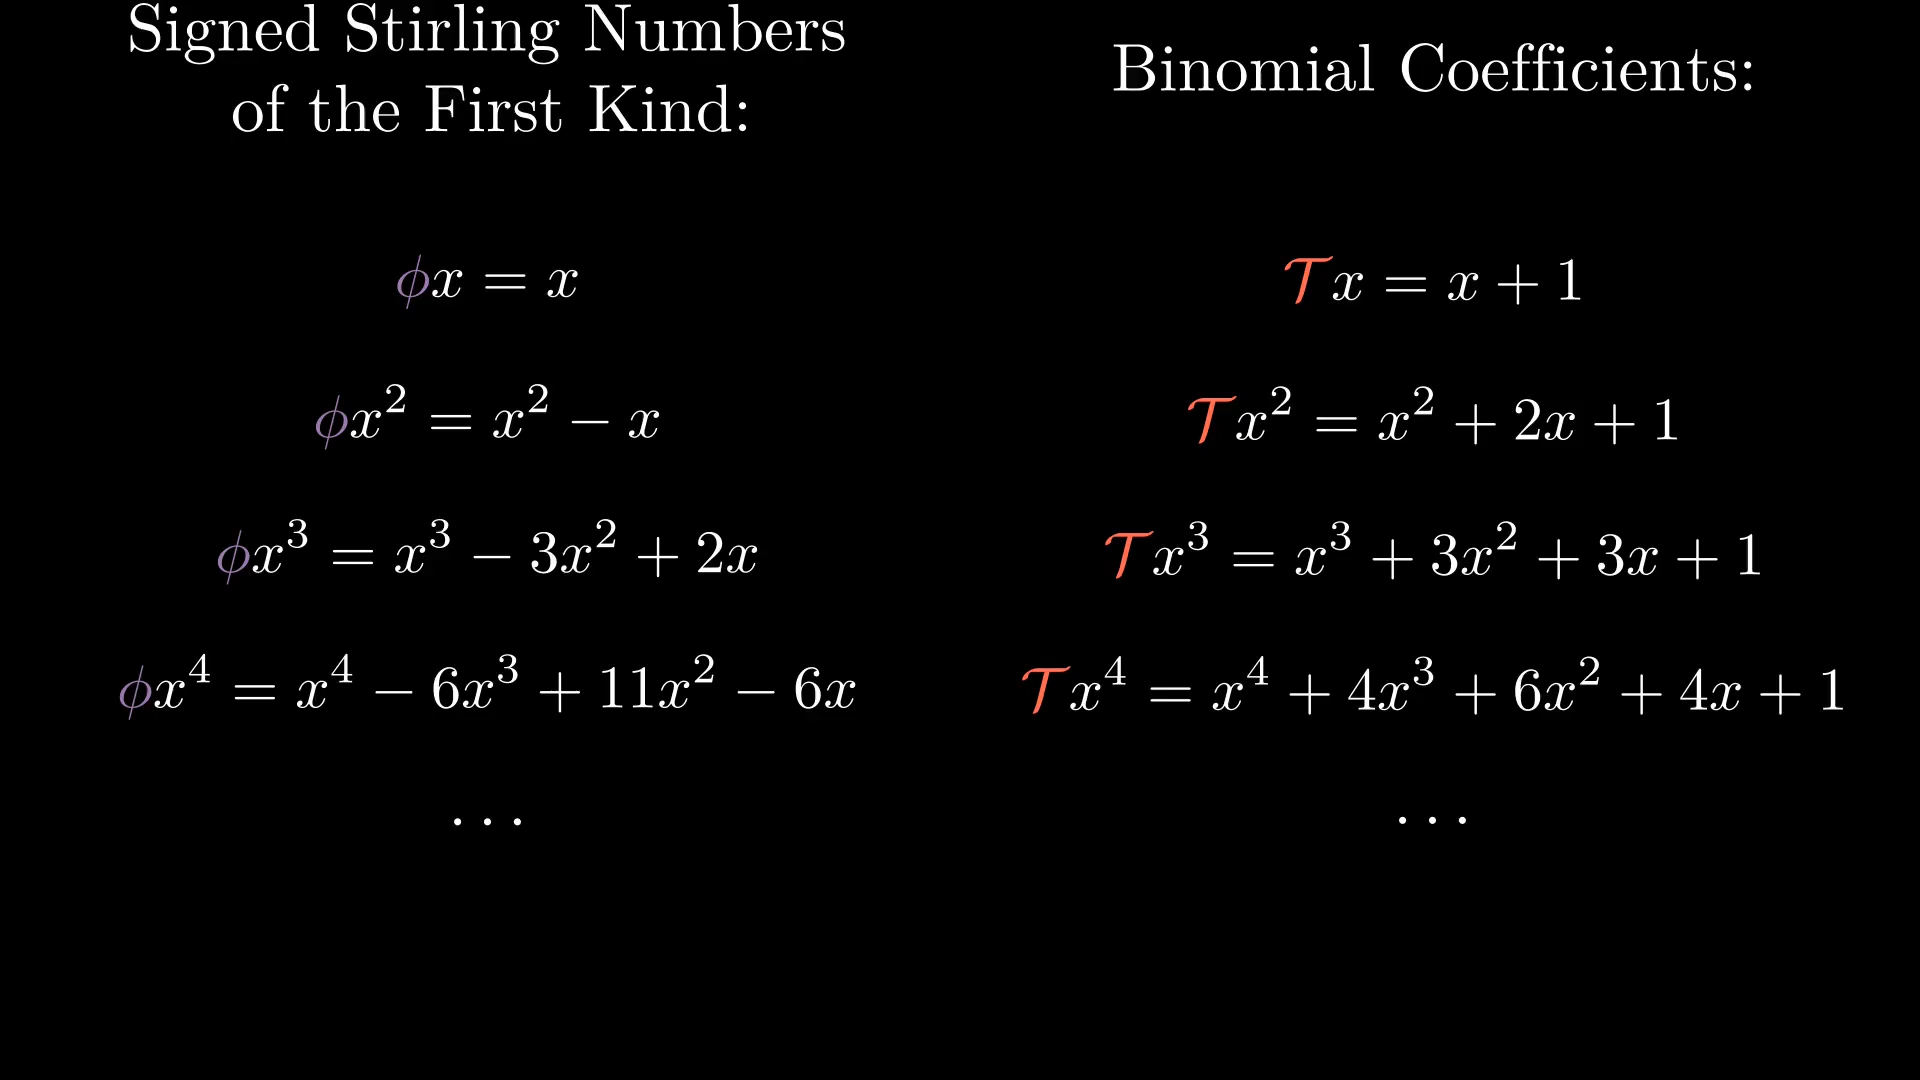 Signed Stirling Numbers
of the First Kind:
ϕx = x
ϕx² = x² − x
ϕx³ = x³ − 3x² + 2x
ϕx⁴ = x⁴ − 6x³ + 11x² − 6x
...
Binomial Coefficients:
𝒯x = x + 1
𝒯x² = x² + 2x + 1
𝒯x³ = x³ + 3x² + 3x + 1
𝒯x⁴ = x⁴ + 4x³ + 6x² + 4x + 1
...